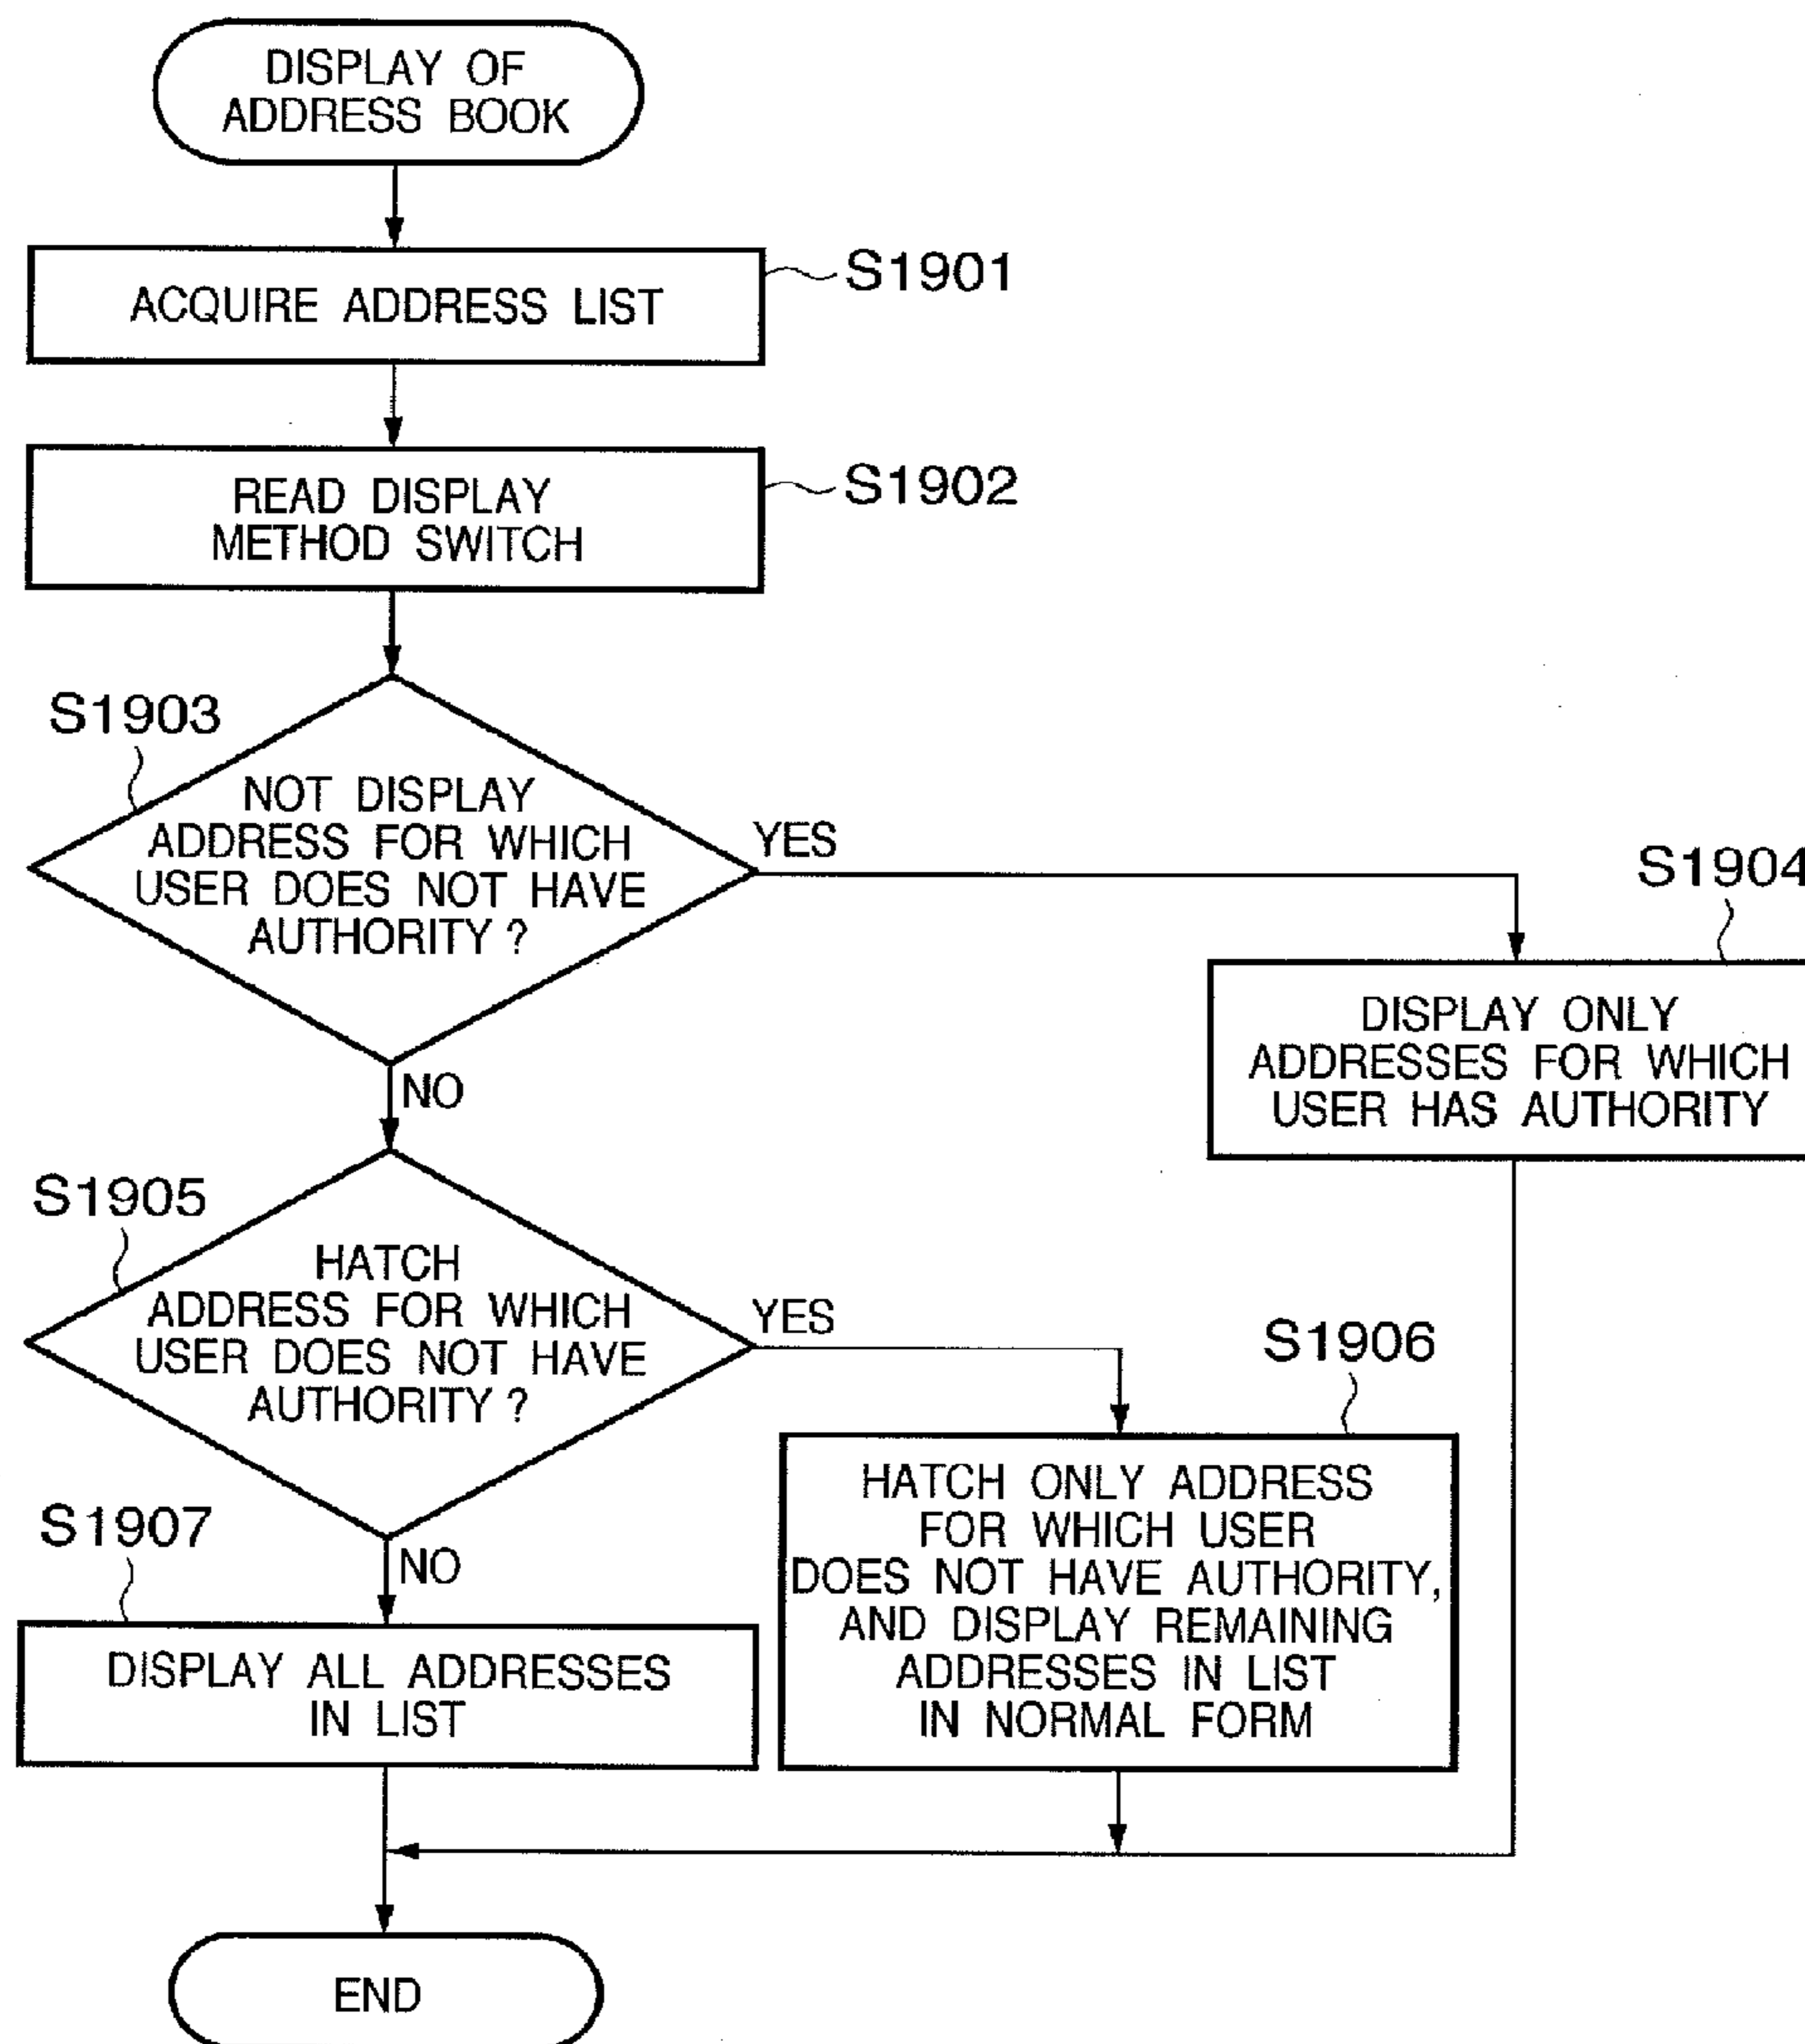 DISPLAY OF
ADDRESS BOOK
ACQUIRE ADDRESS LIST
S1901
READ DISPLAY
METHOD SWITCH
S1902
S1903
NOT DISPLAY
ADDRESS FOR WHICH
USER DOES NOT HAVE
AUTHORITY ?
YES
NO
S1904
DISPLAY ONLY
ADDRESSES FOR WHICH
USER HAS AUTHORITY
S1905
HATCH
ADDRESS FOR WHICH
USER DOES NOT HAVE
AUTHORITY ?
YES
NO
S1906
HATCH ONLY ADDRESS
FOR WHICH USER
DOES NOT HAVE AUTHORITY,
AND DISPLAY REMAINING
ADDRESSES IN LIST
IN NORMAL FORM
S1907
DISPLAY ALL ADDRESSES
IN LIST
END